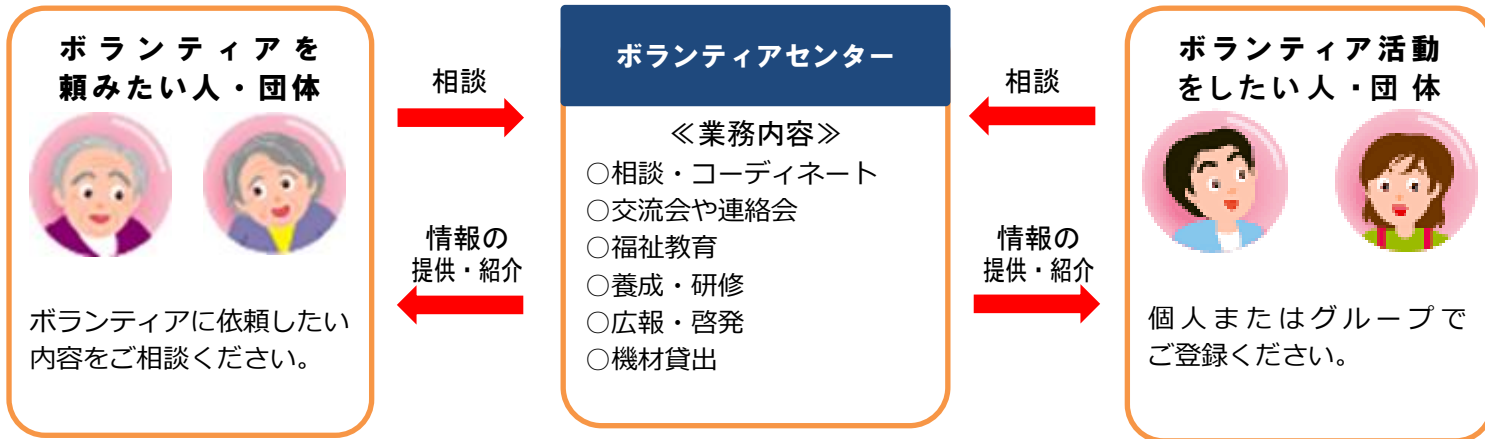 ボランティアを
頼みたい人・団体
ボランティアに依頼したい
内容をご相談ください。
相談
情報の
提供・紹介
ボランティアセンター
≪業務内容≫
○相談・コーディネート
○交流会や連絡会
○福祉教育
○養成・研修
○広報・啓発
○機材貸出
相談
情報の
提供・紹介
ボランティア活動
をしたい人・団体
個人またはグループで
ご登録ください。